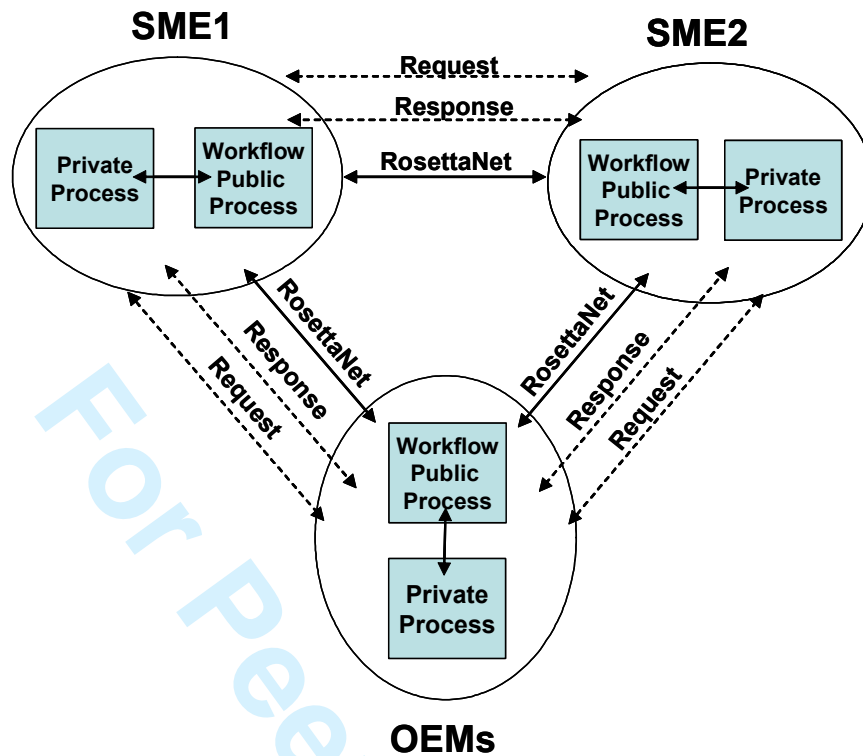 SME1
SME2
Request
Response
RosettaNet
Private
Process
Workflow
Public
Process
Workflow
Public
Process
Private
Process
RosettaNet
Response
Request
RosettaNet
Response
Request
Workflow
Public
Process
Private
Process
OEMs
For Pee